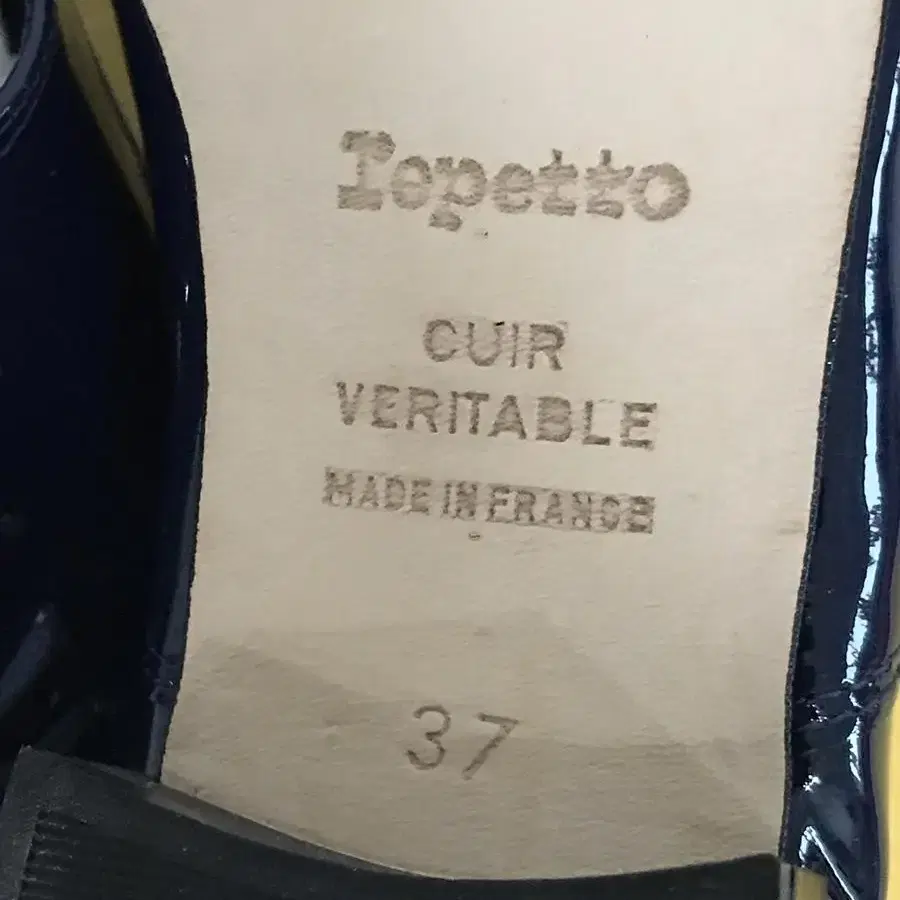 repetto
CUIR
VERITABLE
MADE IN FRANCE
37